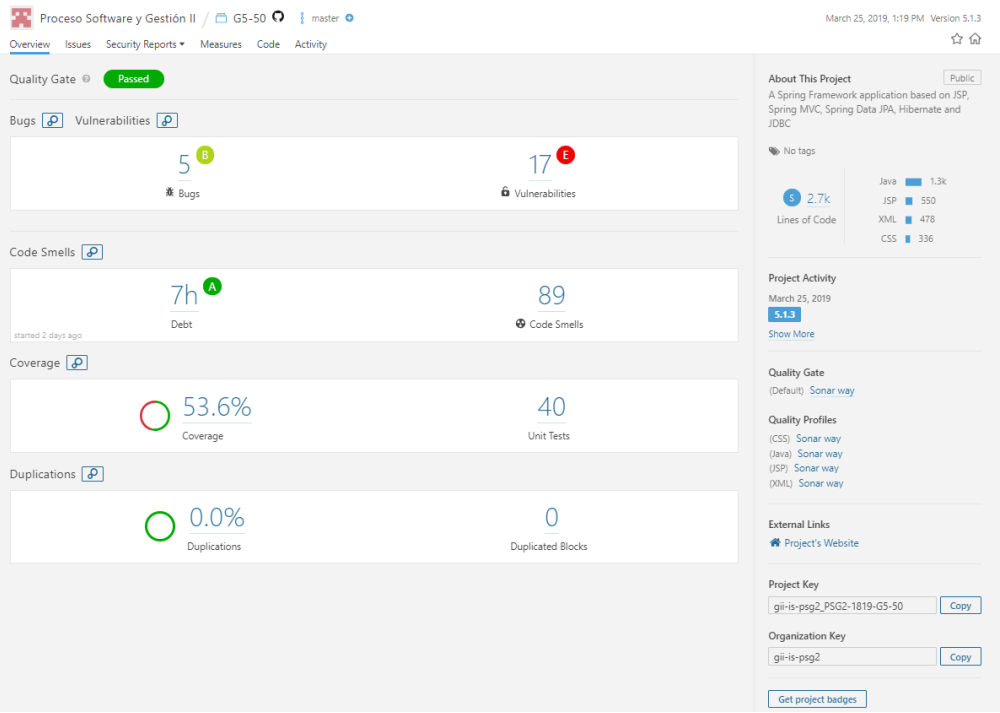 Proceso Software y Gestión II / G5-50 master
March 25, 2019, 1:19 PM Version 5.1.3
Overview Issues Security Reports Measures Code Activity
Quality Gate Passed
Bugs Vulnerabilities
5 B
Bugs
17 E
Vulnerabilities
Code Smells
7h A
Debt
started 2 days ago
89
Code Smells
Coverage
53.6%
Coverage
40
Unit Tests
Duplications
0.0%
Duplications
0
Duplicated Blocks
About This Project Public
A Spring Framework application based on JSP,
Spring MVC, Spring Data JPA, Hibernate and
JDBC
No tags
S 2.7k
Lines of Code
Java 1.3k
JSP 550
XML 478
CSS 336
Project Activity
March 25, 2019
5.1.3
Show More
Quality Gate
(Default) Sonar way
Quality Profiles
(CSS) Sonar way
(Java) Sonar way
(JSP) Sonar way
(XML) Sonar way
External Links
Project's Website
Project Key
gii-is-psg2_PSG2-1819-G5-50 Copy
Organization Key
gii-is-psg2 Copy
Get project badges